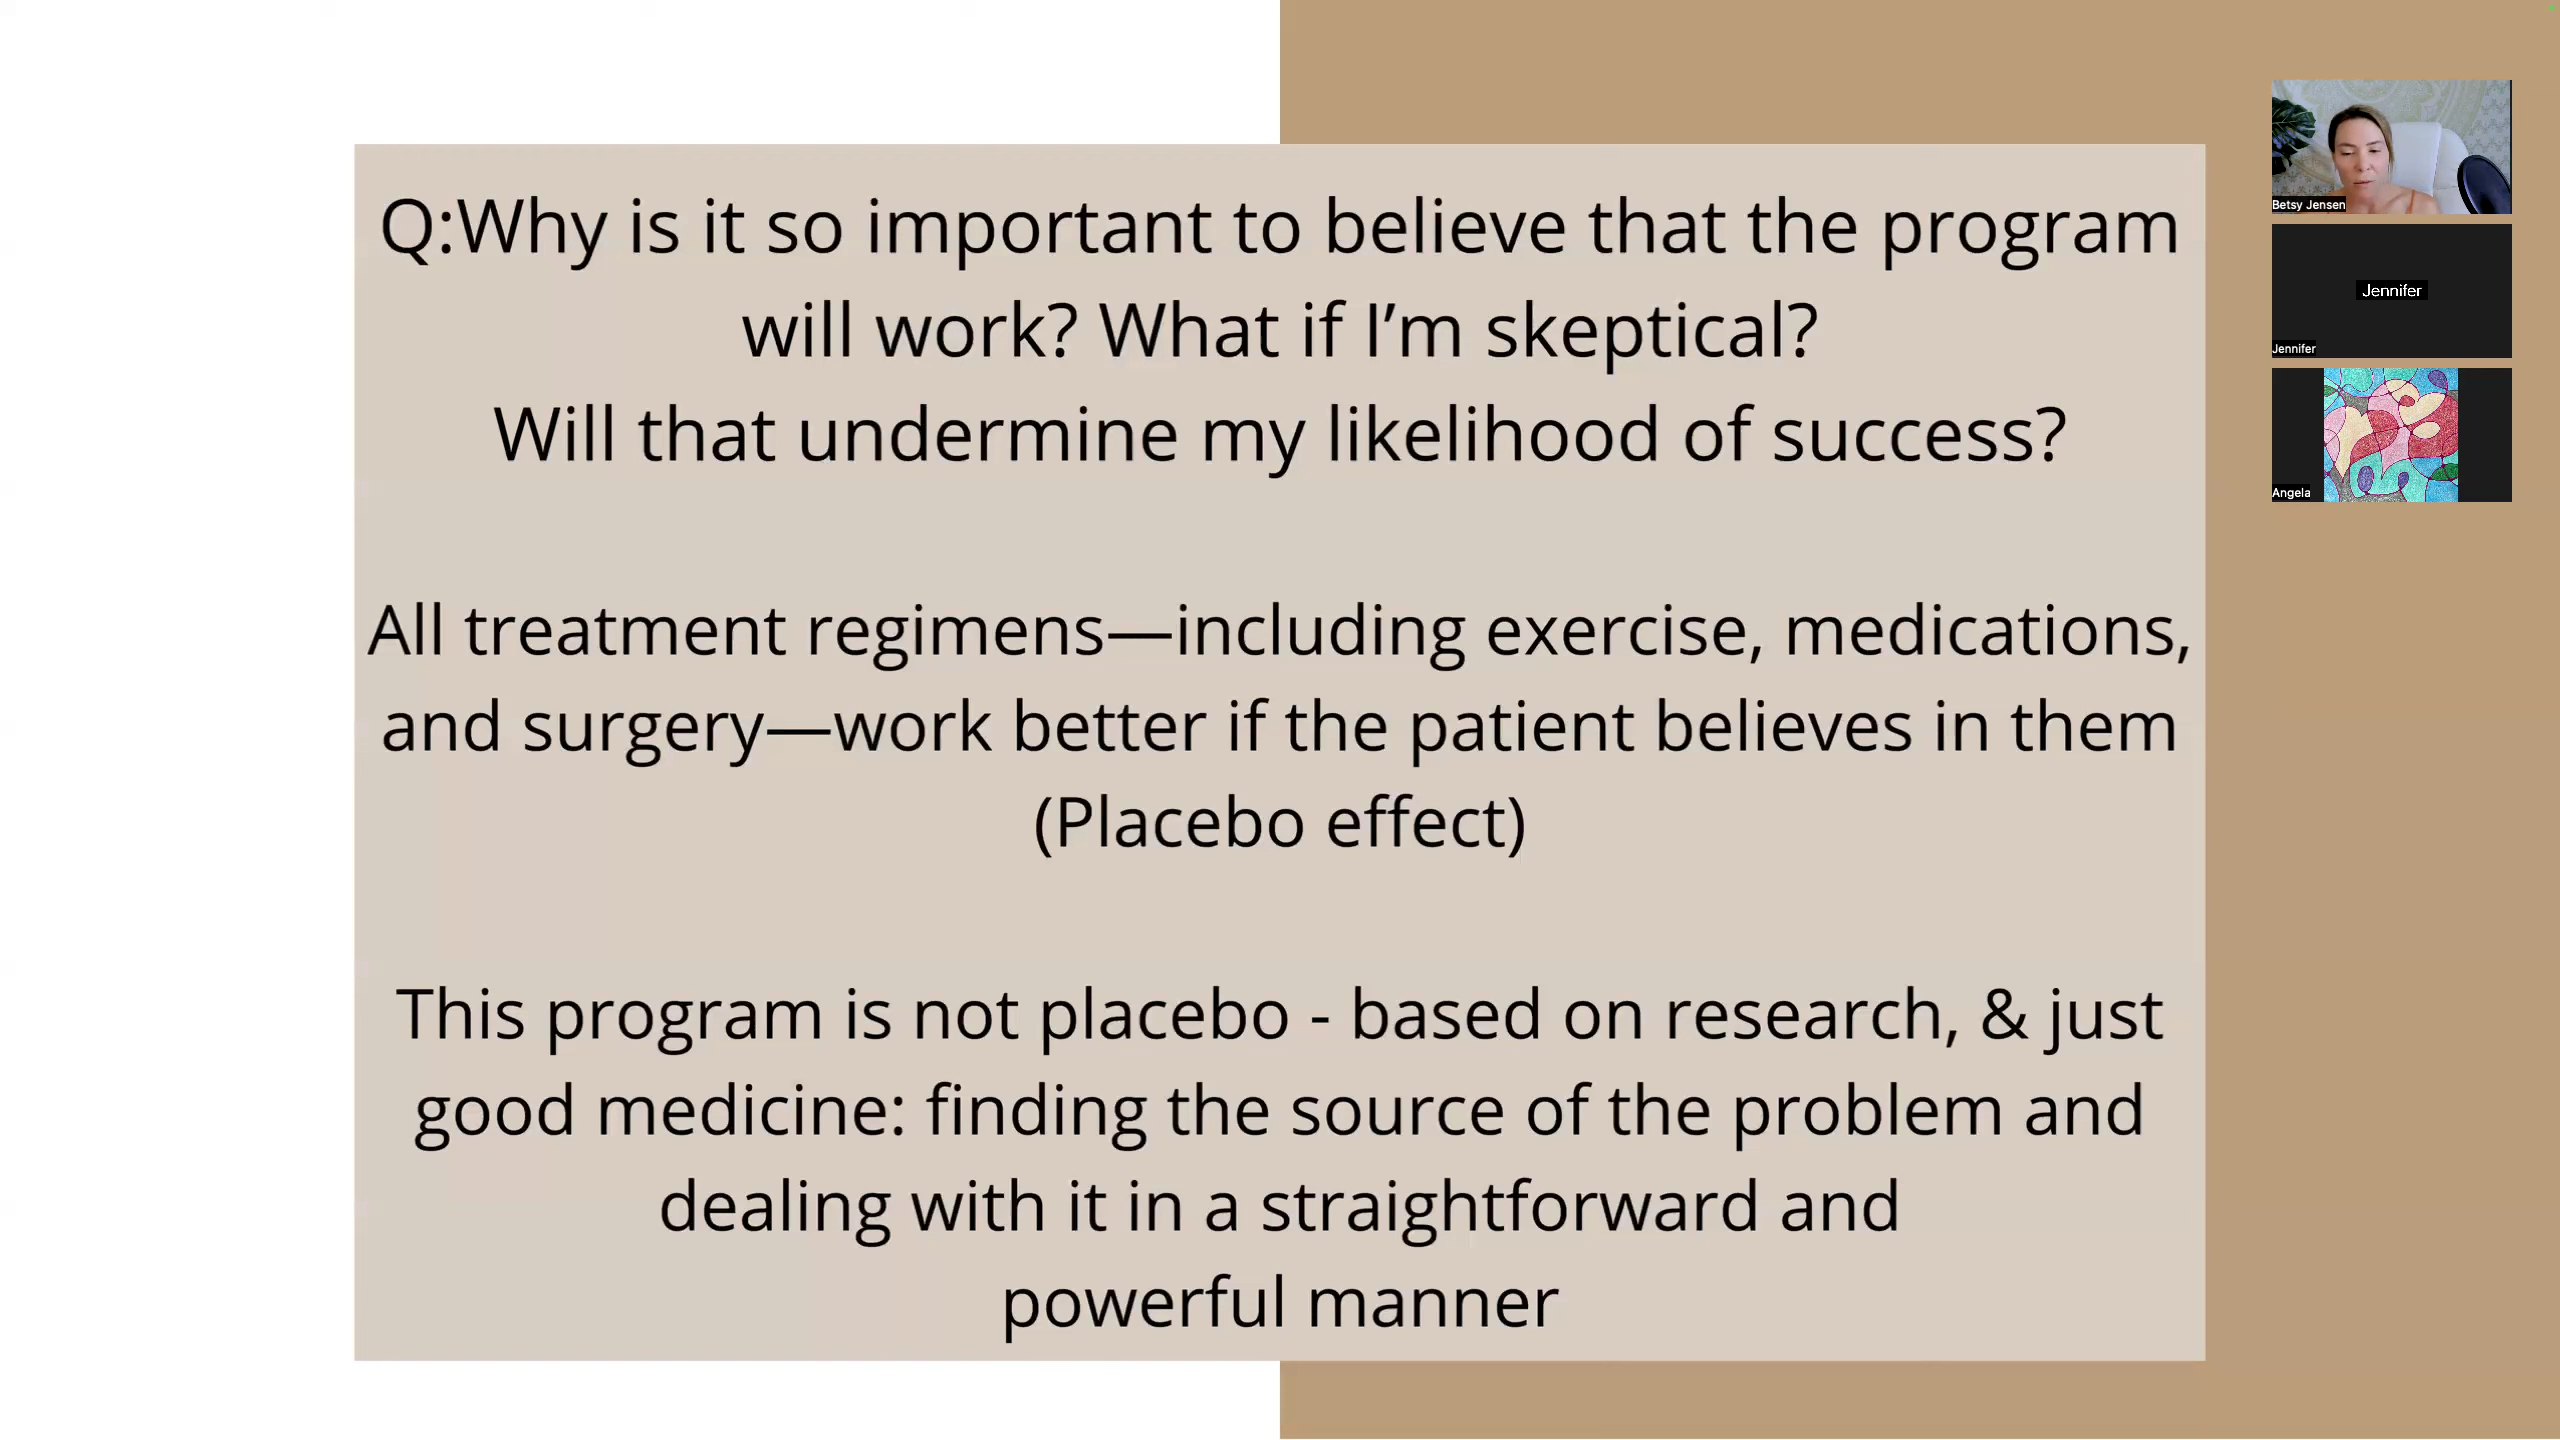 Q:Why is it so important to believe that the program
will work? What if I’m skeptical?
Will that undermine my likelihood of success?
All treatment regimens—including exercise, medications,
and surgery—work better if the patient believes in them
(Placebo effect)
This program is not placebo - based on research, & just
good medicine: finding the source of the problem and
dealing with it in a straightforward and
powerful manner
Betsy Jensen
Jennifer
Jennifer
Angela